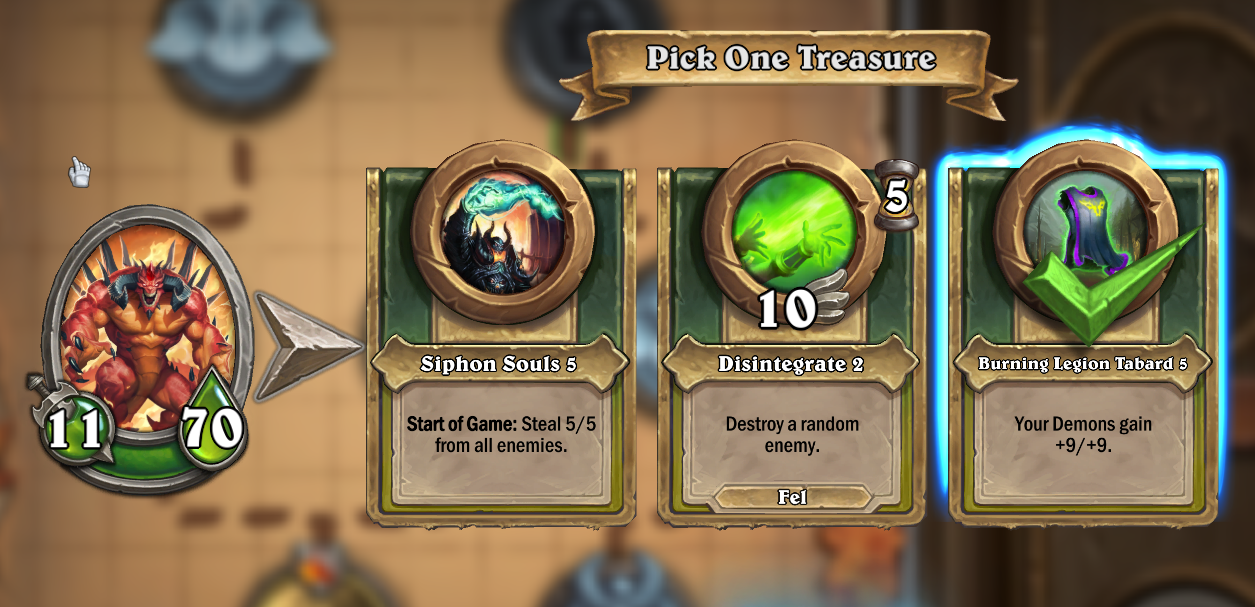 Pick One Treasure
5
10
11
70
Siphon Souls 5
Start of Game: Steal 5/5
from all enemies.
Disintegrate 2
Destroy a random
enemy.
Fel
Burning Legion Tabard 5
Your Demons gain
+9/+9.